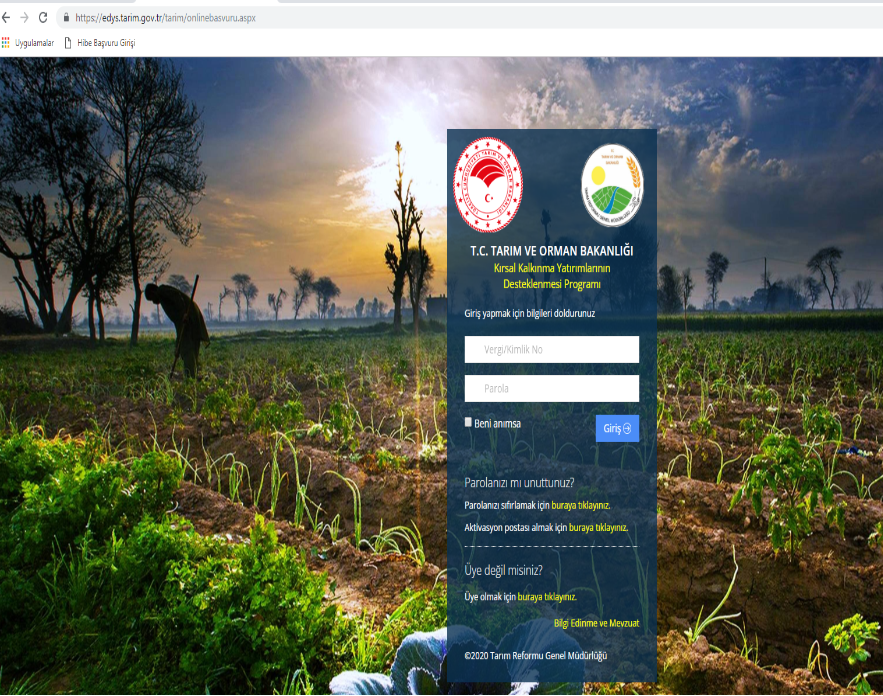 https://edys.tarim.gov.tr/tarim/onlinebasvuru.aspx
Uygulamalar
Hibe Başvuru Girişi
T.C. TARIM VE ORMAN BAKANLIĞI
Kırsal Kalkınma Yatırımlarının
Desteklenmesi Programı
Giriş yapmak için bilgileri doldurunuz
Vergi/Kimlik No
Parola
Beni anımsa
Giriş
Parolanızı mı unuttunuz?
Parolanızı sıfırlamak için buraya tıklayınız.
Aktivasyon postası almak için buraya tıklayınız.
Üye değil misiniz?
Üye olmak için buraya tıklayınız.
Bilgi Edinme ve Mevzuat
©2020 Tarım Reformu Genel Müdürlüğü